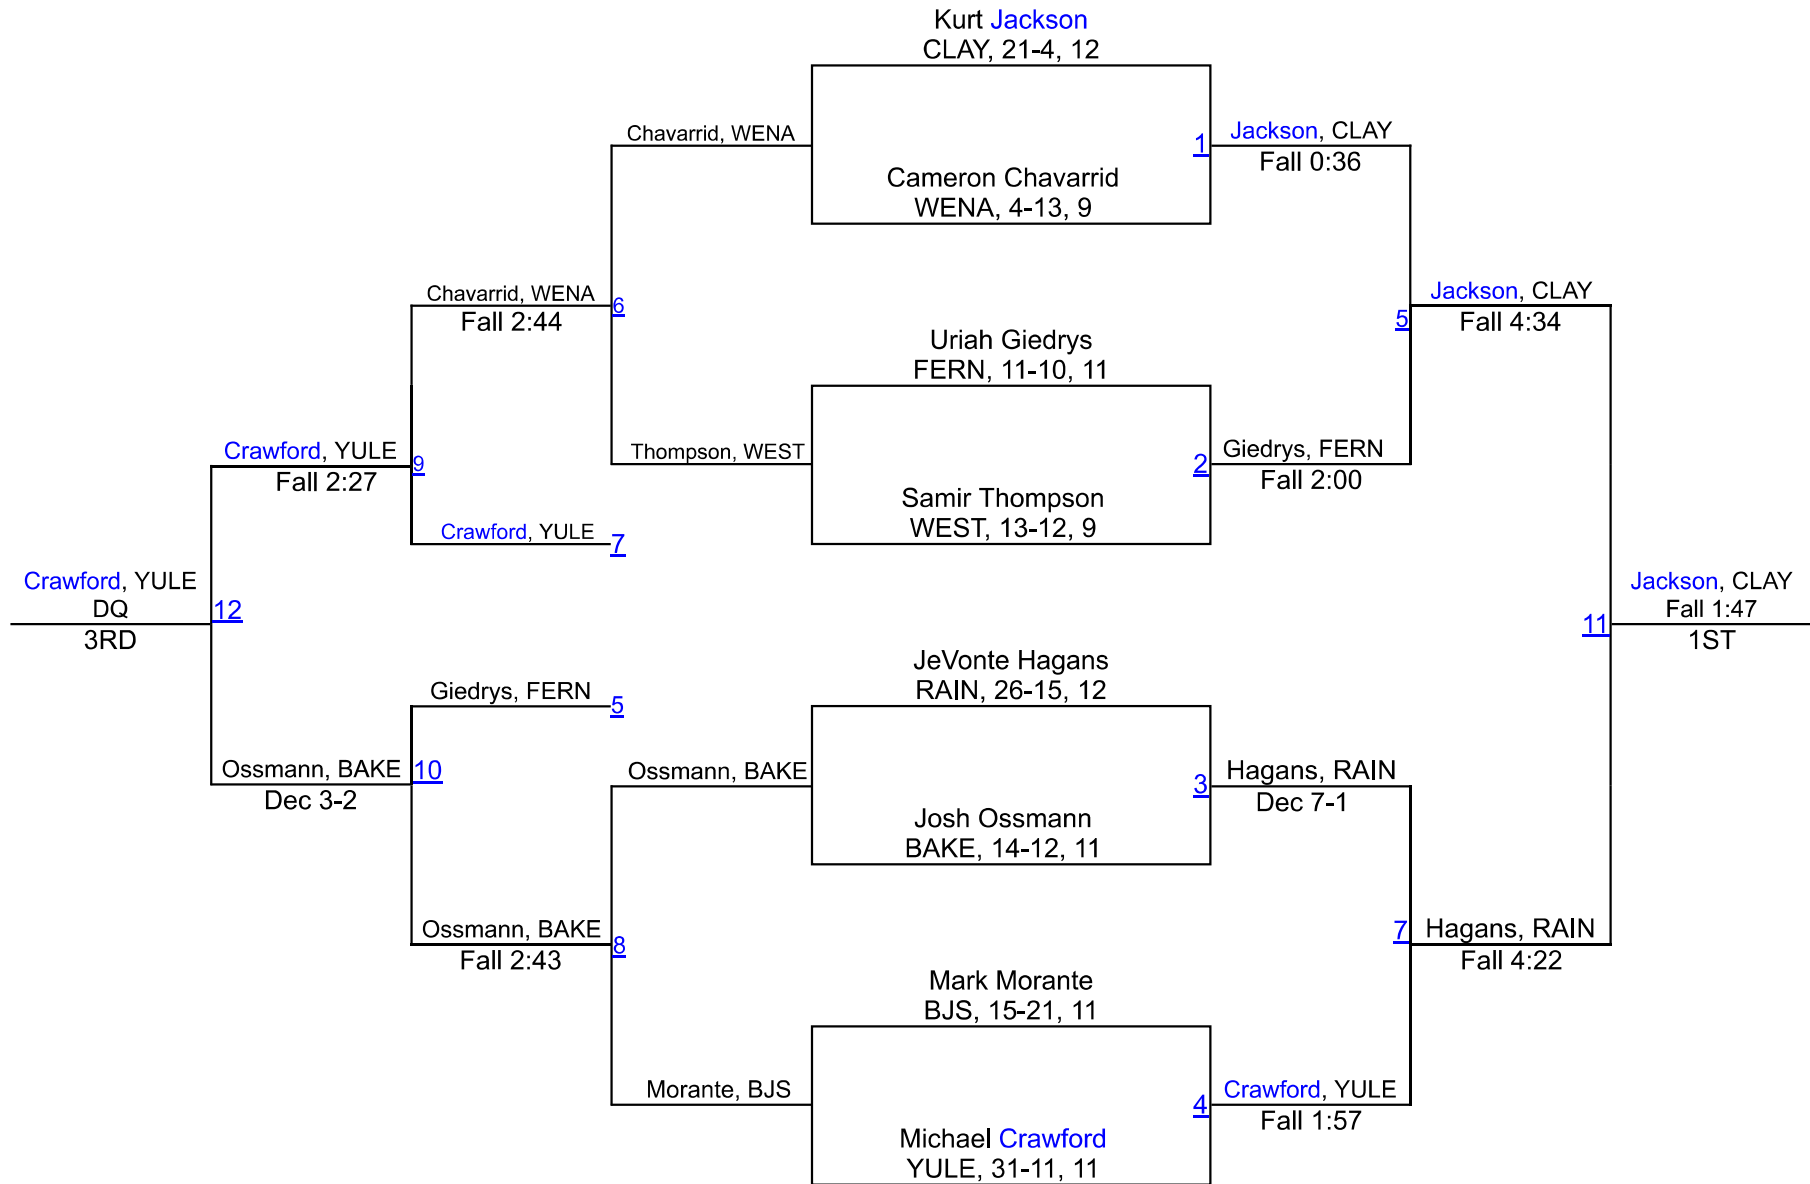 Kurt Jackson
CLAY, 21-4, 12
Chavarrid, WENA
1
Jackson, CLAY
Fall 0:36
Cameron Chavarrid
WENA, 4-13, 9
Chavarrid, WENA
Fall 2:44
6
Jackson, CLAY
Fall 4:34
5
Uriah Giedrys
FERN, 11-10, 11
Crawford, YULE
Fall 2:27
9
Thompson, WEST
2
Giedrys, FERN
Fall 2:00
Samir Thompson
WEST, 13-12, 9
Crawford, YULE
7
Crawford, YULE
DQ
3RD
12
11
Jackson, CLAY
Fall 1:47
1ST
JeVonte Hagans
RAIN, 26-15, 12
Giedrys, FERN
5
Ossmann, BAKE
Dec 3-2
10
Ossmann, BAKE
3
Hagans, RAIN
Dec 7-1
Josh Ossmann
BAKE, 14-12, 11
Ossmann, BAKE
Fall 2:43
8
7
Hagans, RAIN
Fall 4:22
Mark Morante
BJS, 15-21, 11
Morante, BJS
4
Crawford, YULE
Fall 1:57
Michael Crawford
YULE, 31-11, 11